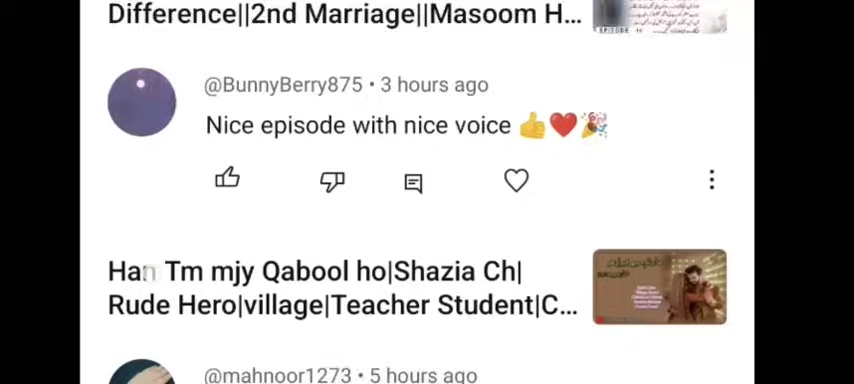 Difference||2nd Marriage||Masoom H...
EPISODE
@BunnyBerry875 • 3 hours ago
Nice episode with nice voice 👍❤️🎉
Han Tm mjy Qabool ho|Shazia Ch|
Rude Hero|village|Teacher Student|C...
@mahnoor1273 • 5 hours ago